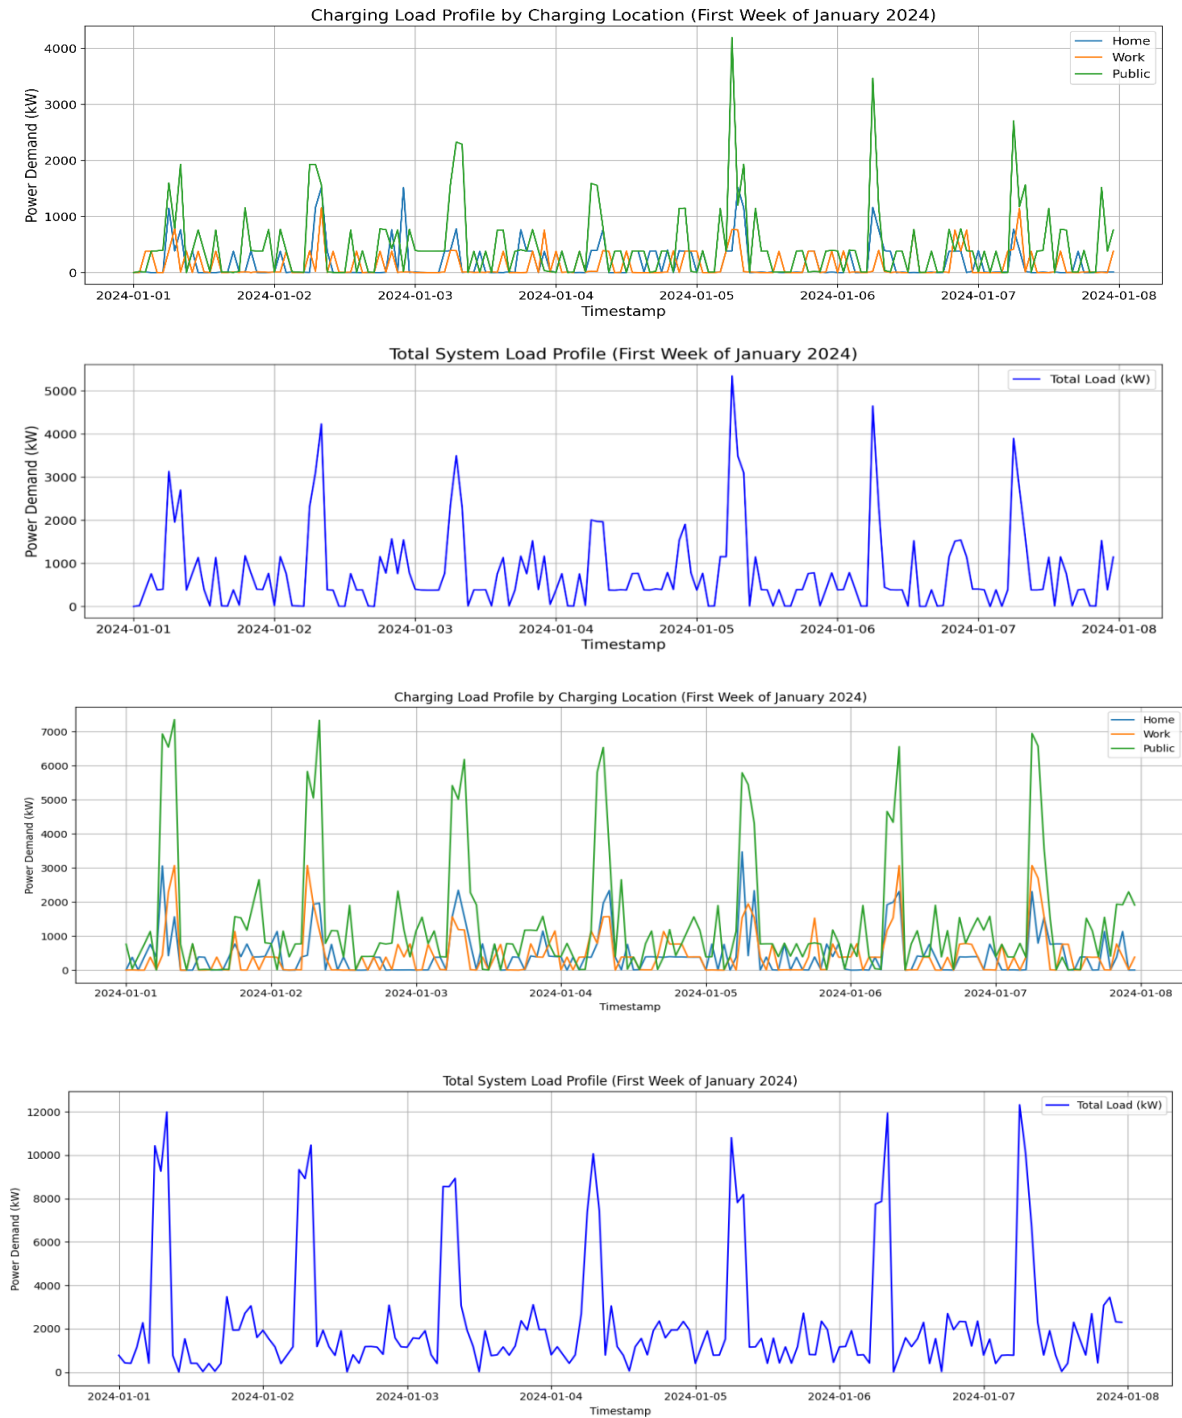 Charging Load Profile by Charging Location (First Week of January 2024)
Power Demand (kW)
4000
3000
2000
1000
0
Home
Work
Public
2024-01-01 2024-01-02 2024-01-03 2024-01-04 2024-01-05 2024-01-06 2024-01-07 2024-01-08
Timestamp
Total System Load Profile (First Week of January 2024)
Power Demand (kW)
5000
4000
3000
2000
1000
0
Total Load (kW)
2024-01-01 2024-01-02 2024-01-03 2024-01-04 2024-01-05 2024-01-06 2024-01-07 2024-01-08
Timestamp
Charging Load Profile by Charging Location (First Week of January 2024)
Power Demand (kW)
7000
6000
5000
4000
3000
2000
1000
0
Home
Work
Public
2024-01-01 2024-01-02 2024-01-03 2024-01-04 2024-01-05 2024-01-06 2024-01-07 2024-01-08
Timestamp
Total System Load Profile (First Week of January 2024)
Power Demand (kW)
12000
10000
8000
6000
4000
2000
0
Total Load (kW)
2024-01-01 2024-01-02 2024-01-03 2024-01-04 2024-01-05 2024-01-06 2024-01-07 2024-01-08
Timestamp